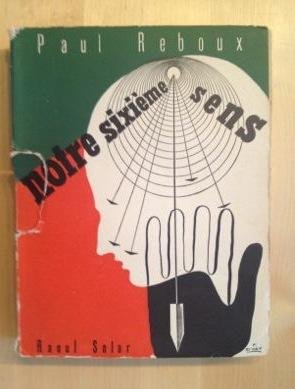 Paul Reboux
notre sixième sens
Raoul Solar